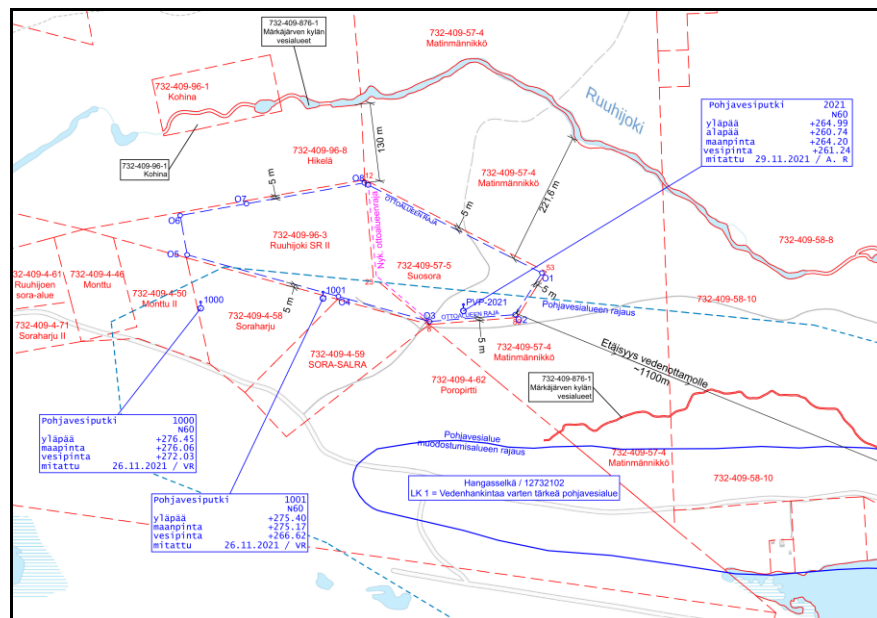 732-409-876-1
Märkäjärven kylän
vesialueet
732-409-57-4
Matinmännikkö
732-409-96-1
Kohina
Ruuhijoki
Pohjavesiputki 2021
N60
yläpää +264.99
alapää +260.74
maanpinta +264.20
vesipinta +261.24
mitattu 29.11.2021 / A. R
130 m
732-409-96-1
Kohina
732-409-96-8
Hikelä
732-409-57-4
Matinmännikkö
5 m
O8
12
O7
OTTOALUEEN RAJA
Nyk. ottoalueenraja
221,6 m
5 m
O6
732-409-96-3
Ruuhijoki SR II
732-409-58-8
O5
732-409-57-5
Suosora
53
O1
732-409-4-61
Ruuhijoen
sora-alue
732-409-4-46
Monttu
732-409-4-50
Monttu II
5 m
1000
1001
O4
5 m
PVP-2021
Pohjavesialueen rajaus
732-409-58-10
732-409-4-71
Soraharju II
732-409-4-58
Soraharju
O3
OTTOALUEEN RAJA
O2
5 m
732-409-57-4
Matinmännikkö
732-409-4-59
SORA-SALRA
732-409-4-62
Poropirtti
Etäisyys vedenottamolle
~1100m
732-409-876-1
Märkäjärven kylän
vesialueet
Pohjavesiputki 1000
N60
yläpää +276.45
maapinta +276.06
vesipinta +272.03
mitattu 26.11.2021 / VR
Pohjavesialue
muodostumisalueen rajaus
732-409-57-4
Matinmännikkö
732-409-58-10
Hangasselkä / 12732102
LK 1 = Vedenhankintaa varten tärkeä pohjavesialue
Pohjavesiputki 1001
N60
yläpää +275.40
maanpinta +275.17
vesipinta +266.62
mitattu 26.11.2021 / VR